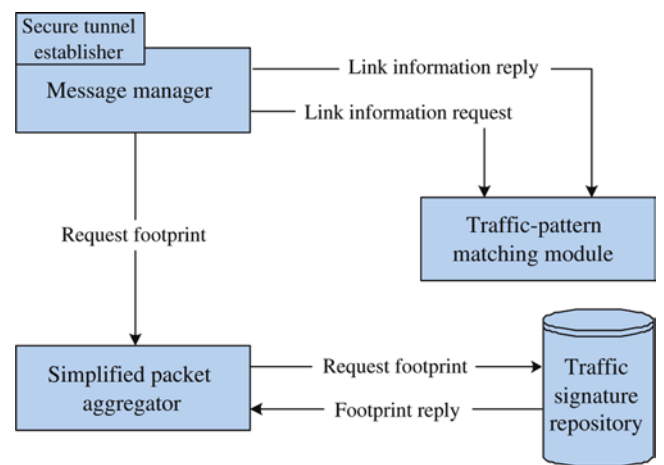 Secure tunnel
establisher
Message manager
Link information reply
Link information request
Request footprint
Traffic-pattern
matching module
Simplified packet
aggregator
Request footprint
Footprint reply
Traffic
signature
repository